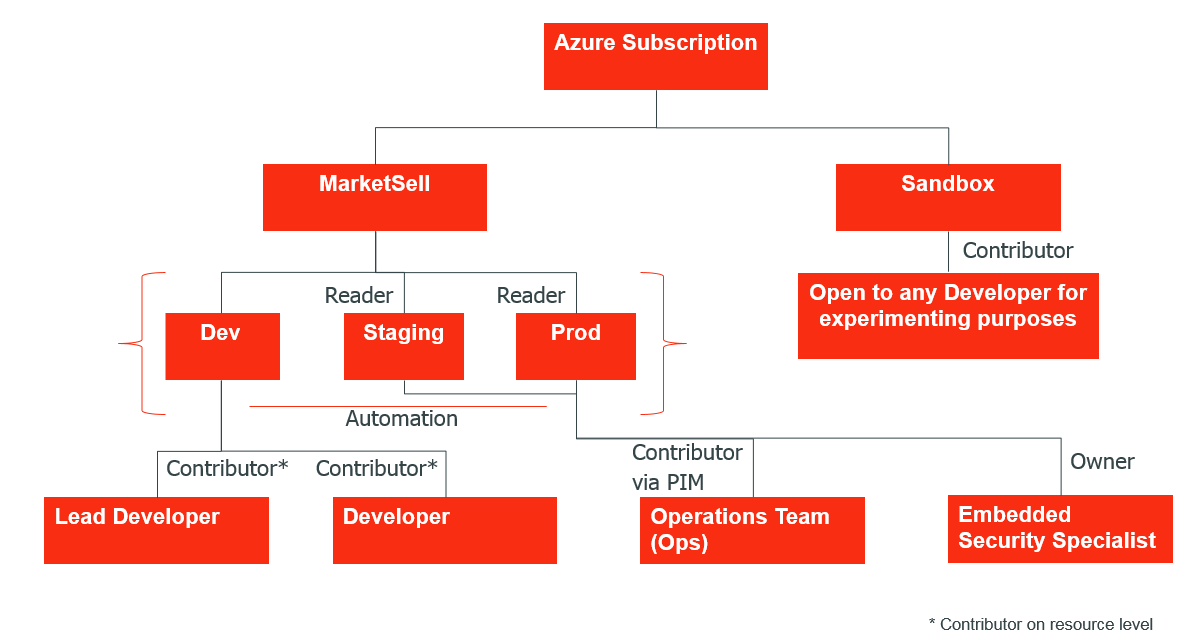 Azure Subscription
MarketSell
Sandbox
Contributor
Open to any Developer for
experimenting purposes
Reader
Reader
Dev
Staging
Prod
Automation
Contributor*
Contributor*
Contributor
via PIM
Owner
Lead Developer
Developer
Operations Team
(Ops)
Embedded
Security Specialist
* Contributor on resource level